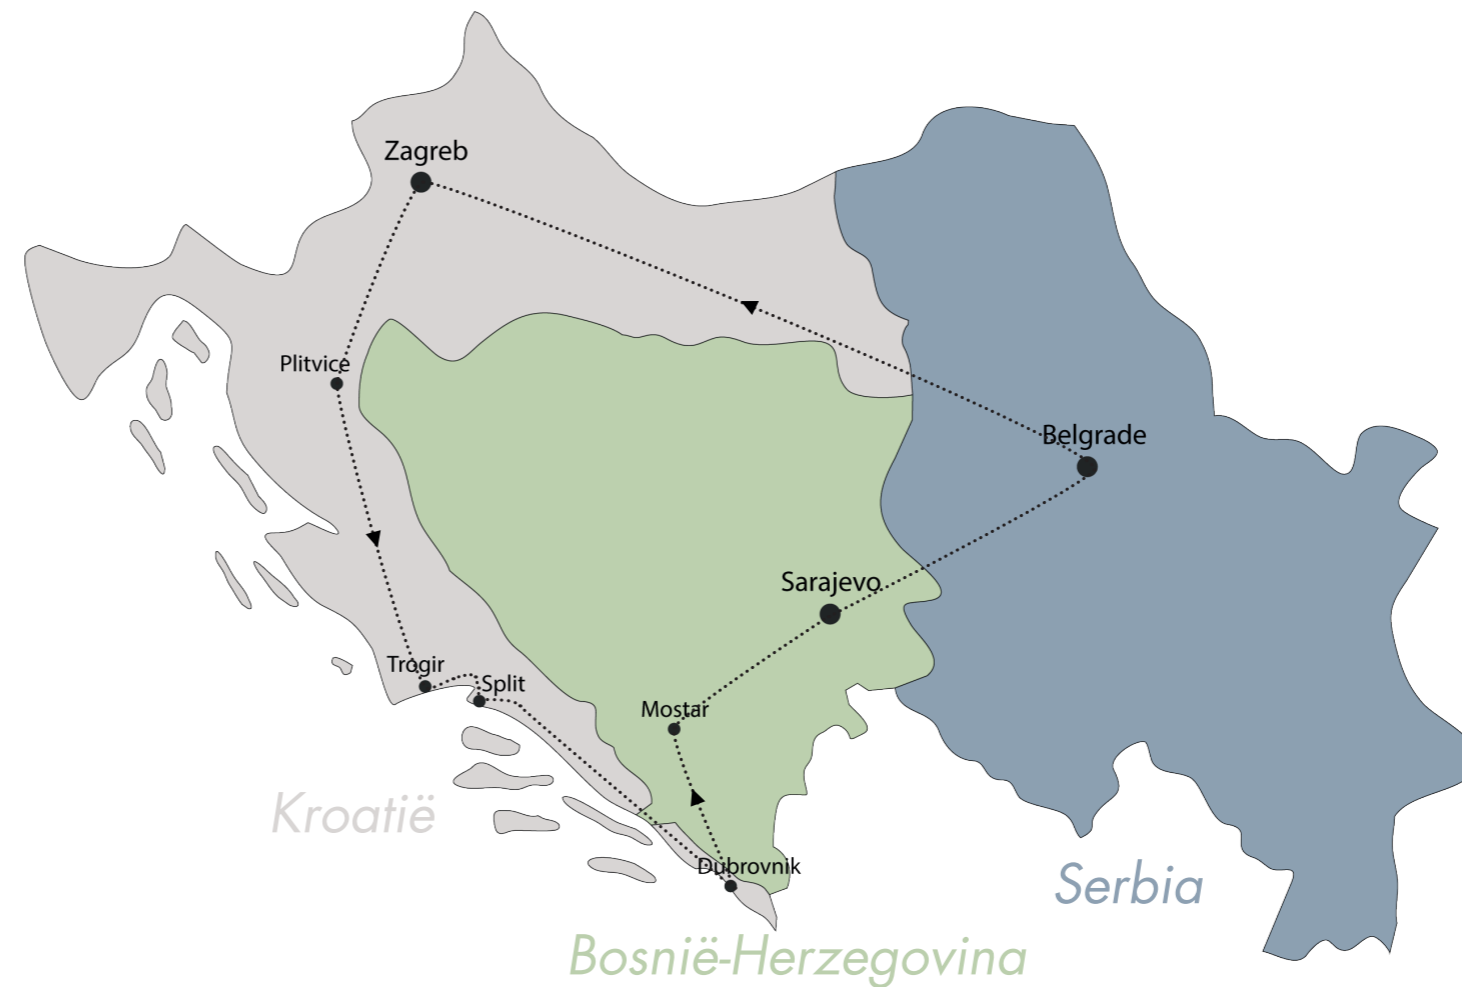 Zagreb
Plitvice
Belgrade
Sarajevo
Trogir
Split
Mostar
Kroatië
Dubrovnik
Serbia
Bosnië-Herzegovina